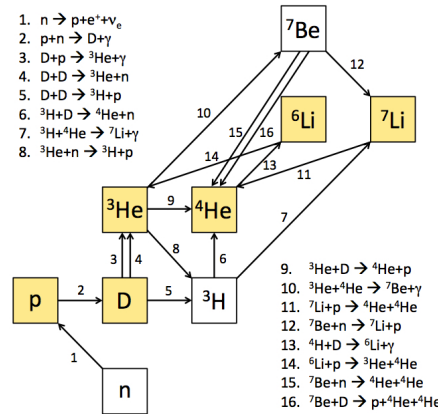 1. n → p+e⁺+νₑ
2. p+n → D+γ
3. D+p → ³He+γ
4. D+D → ³He+n
5. D+D → ³H+p
6. ³H+D → ⁴He+n
7. ³H+⁴He → ⁷Li+γ
8. ³He+n → ³H+p
⁷Be
12
10
15
16
⁶Li
⁷Li
14
13
11
³He
9
⁴He
7
3
4
8
6
p
2
D
5
³H
1
n
9. ³He+D → ⁴He+p
10. ³He+⁴He → ⁷Be+γ
11. ⁷Li+p → ⁴He+⁴He
12. ⁷Be+n → ⁷Li+p
13. ⁴H+D → ⁶Li+γ
14. ⁶Li+p → ³He+⁴He
15. ⁷Be+n → ⁴He+⁴He
16. ⁷Be+D → p+⁴He+⁴He